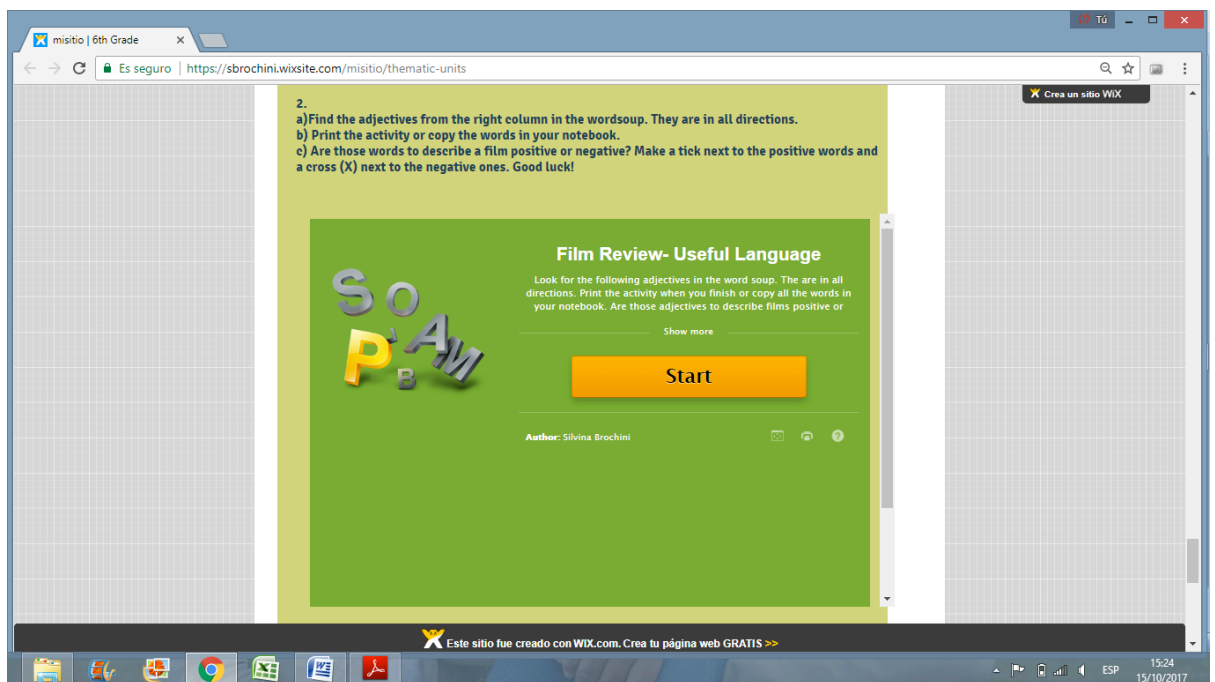 Tú
misitio | 6th Grade
Es seguro | https://sbrochini.wixsite.com/misitio/thematic-units
Crea un sitio WiX
2.
a)Find the adjectives from the right column in the wordsoup. They are in all directions.
b) Print the activity or copy the words in your notebook.
c) Are those words to describe a film positive or negative? Make a tick next to the positive words and
a cross (X) next to the negative ones. Good luck!
S O A M P B
Film Review- Useful Language
Look for the following adjectives in the word soup. The are in all
directions. Print the activity when you finish or copy all the words in
your notebook. Are those adjectives to describe films positive or
Show more
Start
Author: Silvina Brochini
Este sitio fue creado con WIX.com. Crea tu página web GRATIS >>
ESP
15:24
15/10/2017